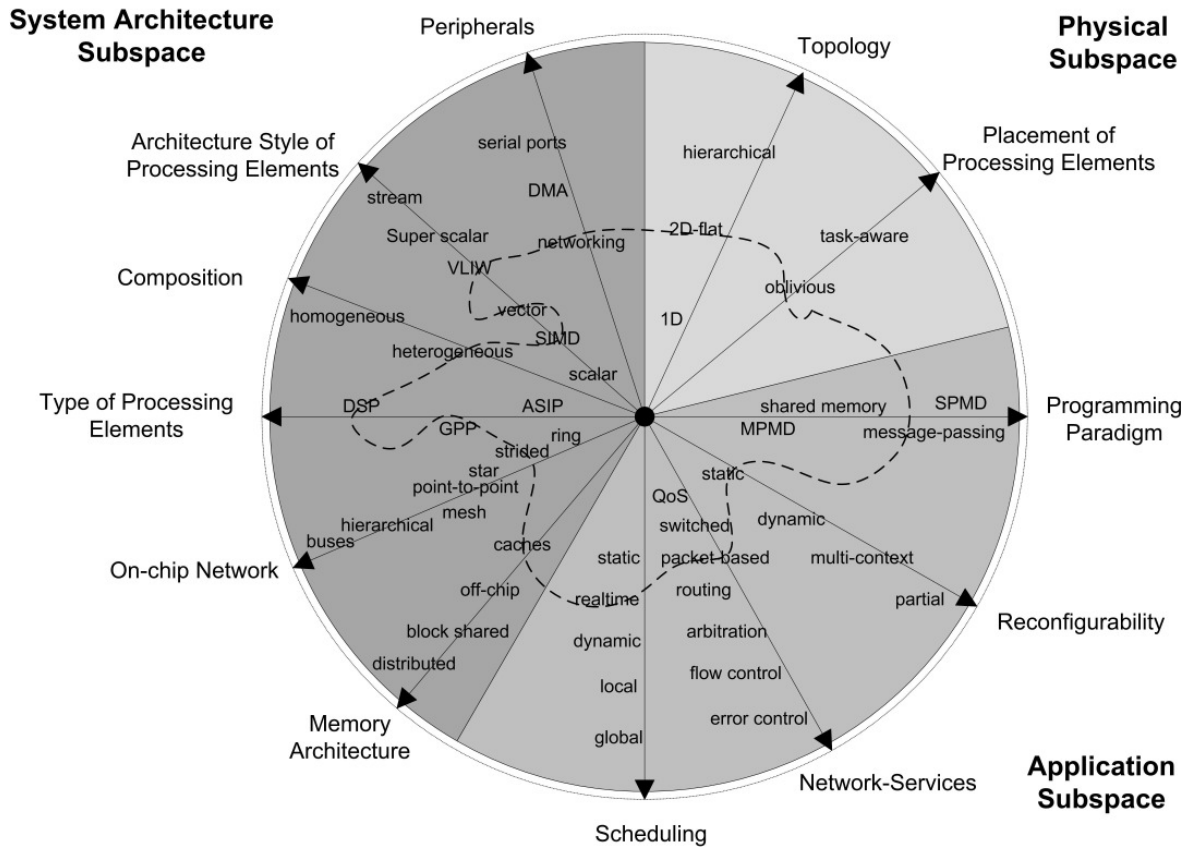 System Architecture
Subspace
Peripherals
Topology
Physical
Subspace
Architecture Style of
Processing Elements
Placement of
Processing Elements
serial ports
hierarchical
DMA
stream
Super scalar
networking
2D-flat
task-aware
VLIW
Composition
oblivious
homogeneous
vector
1D
SIMD
heterogeneous
scalar
Type of Processing
Elements
DSP
ASIP
shared memory
SPMD
Programming
Paradigm
GPP
ring
MPMD
message-passing
strided
star
static
point-to-point
QoS
mesh
hierarchical
switched
dynamic
buses
caches
static
packet-based
multi-context
On-chip Network
off-chip
realtime
routing
partial
Reconfigurability
block shared
dynamic
arbitration
distributed
local
flow control
Memory
Architecture
global
error control
Network-Services
Application
Subspace
Scheduling